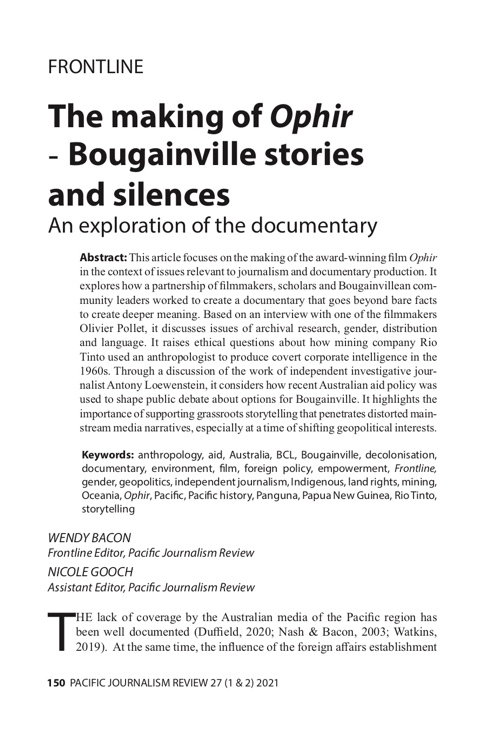 FRONTLINE
The making of Ophir
- Bougainville stories
and silences
An exploration of the documentary
Abstract: This article focuses on the making of the award-winning film Ophir
in the context of issues relevant to journalism and documentary production. It
explores how a partnership of filmmakers, scholars and Bougainvillean com-
munity leaders worked to create a documentary that goes beyond bare facts
to create deeper meaning. Based on an interview with one of the filmmakers
Olivier Pollet, it discusses issues of archival research, gender, distribution
and language. It raises ethical questions about how mining company Rio
Tinto used an anthropologist to produce covert corporate intelligence in the
1960s. Through a discussion of the work of independent investigative jour-
nalist Antony Loewenstein, it considers how recent Australian aid policy was
used to shape public debate about options for Bougainville. It highlights the
importance of supporting grassroots storytelling that penetrates distorted main-
stream media narratives, especially at a time of shifting geopolitical interests.
Keywords: anthropology, aid, Australia, BCL, Bougainville, decolonisation,
documentary, environment, film, foreign policy, empowerment, Frontline,
gender, geopolitics, independent journalism, Indigenous, land rights, mining,
Oceania, Ophir, Pacific, Pacific history, Panguna, Papua New Guinea, Rio Tinto,
storytelling
WENDY BACON
Frontline Editor, Pacific Journalism Review
NICOLE GOOCH
Assistant Editor, Pacific Journalism Review
THE lack of coverage by the Australian media of the Pacific region has
been well documented (Duffield, 2020; Nash & Bacon, 2003; Watkins,
2019). At the same time, the influence of the foreign affairs establishment
150 PACIFIC JOURNALISM REVIEW 27 (1 & 2) 2021